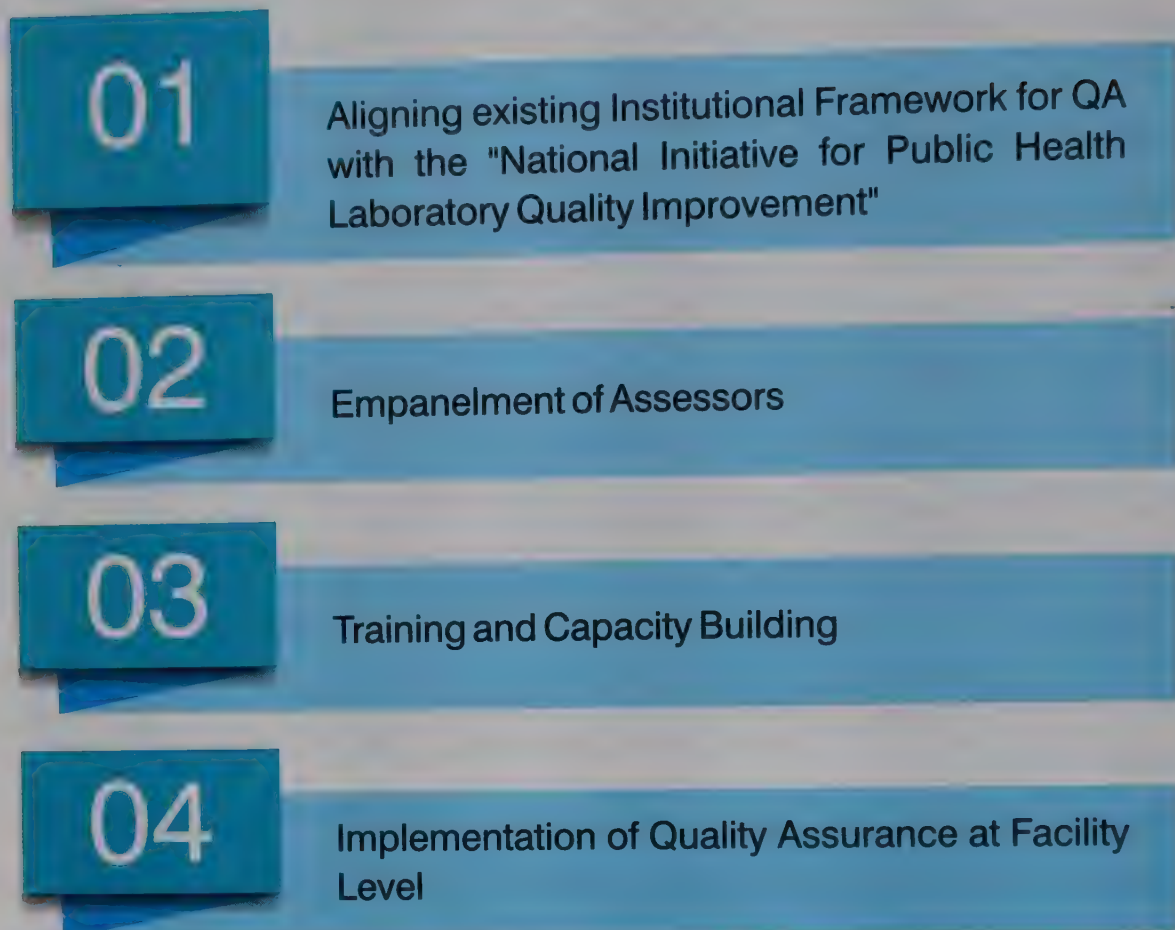 01
Aligning existing Institutional Framework for QA
with the "National Initiative for Public Health
Laboratory Quality Improvement"
02
Empanelment of Assessors
03
Training and Capacity Building
04
Implementation of Quality Assurance at Facility
Level